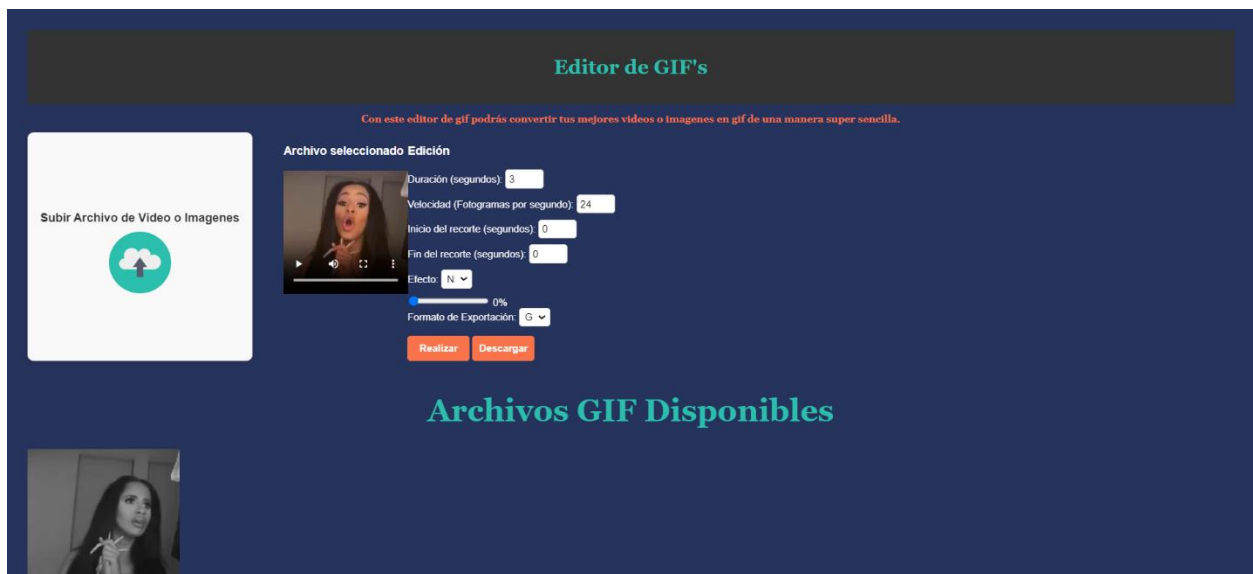 Editor de GIF's
Con este editor de gif podrás convertir tus mejores videos o imagenes en gif de una manera super sencilla.
Subir Archivo de Video o Imagenes
Archivo seleccionado
Edición
Duración (segundos): 3
Velocidad (Fotogramas por segundo): 24
Inicio del recorte (segundos): 0
Fin del recorte (segundos): 0
Efecto: N
0%
Formato de Exportación: G
Realizar
Descargar
Archivos GIF Disponibles